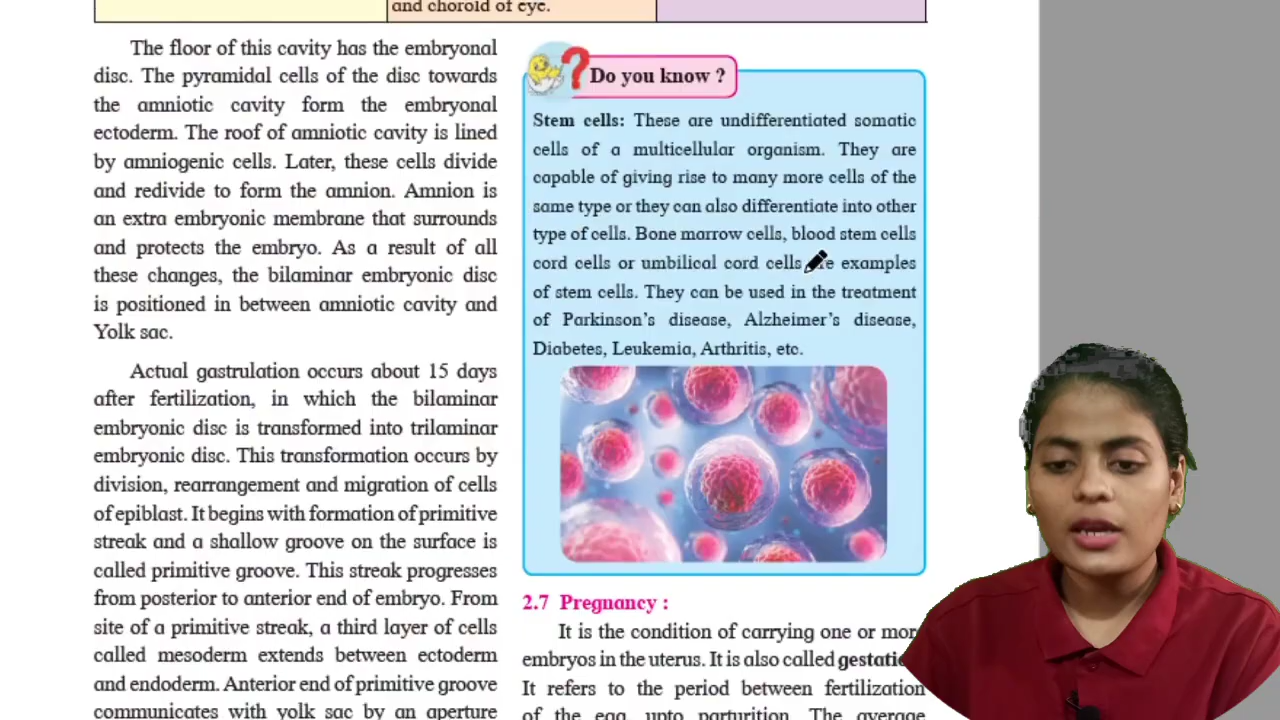 and choroid of eye.
The floor of this cavity has the embryonal
disc. The pyramidal cells of the disc towards
the amniotic cavity form the embryonal
ectoderm. The roof of amniotic cavity is lined
by amniogenic cells. Later, these cells divide
and redivide to form the amnion. Amnion is
an extra embryonic membrane that surrounds
and protects the embryo. As a result of all
these changes, the bilaminar embryonic disc
is positioned in between amniotic cavity and
Yolk sac.
Actual gastrulation occurs about 15 days
after fertilization, in which the bilaminar
embryonic disc is transformed into trilaminar
embryonic disc. This transformation occurs by
division, rearrangement and migration of cells
of epiblast. It begins with formation of primitive
streak and a shallow groove on the surface is
called primitive groove. This streak progresses
from posterior to anterior end of embryo. From
site of a primitive streak, a third layer of cells
called mesoderm extends between ectoderm
and endoderm. Anterior end of primitive groove
communicates with yolk sac by an aperture
Do you know ?
Stem cells: These are undifferentiated somatic
cells of a multicellular organism. They are
capable of giving rise to many more cells of the
same type or they can also differentiate into other
type of cells. Bone marrow cells, blood stem cells
cord cells or umbilical cord cells examples
of stem cells. They can be used in the treatment
of Parkinson's disease, Alzheimer's disease,
Diabetes, Leukemia, Arthritis, etc.
2.7 Pregnancy :
It is the condition of carrying one or
embryos in the uterus. It is also called
It refers to the period between fertilization
of the egg, upto parturition. The average